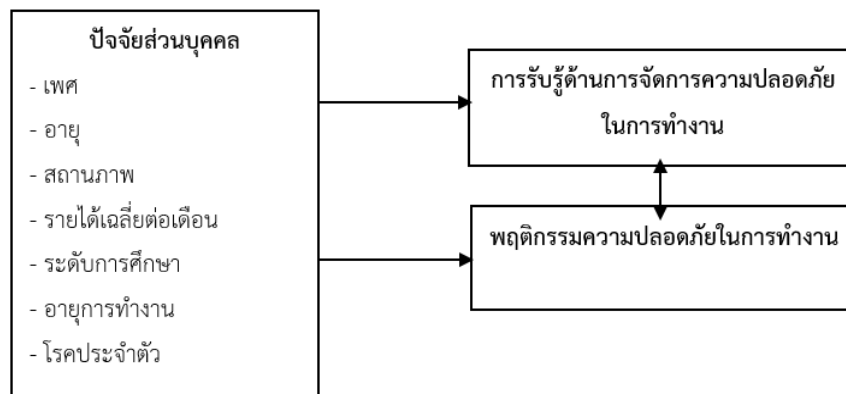 ปัจจัยส่วนบุคคล
- เพศ
- อายุ
- สถานภาพ
- รายได้เฉลี่ยต่อเดือน
- ระดับการศึกษา
- อายุการทำงาน
- โรคประจำตัว
การรับรู้ด้านการจัดการความปลอดภัย
ในการทำงาน
พฤติกรรมความปลอดภัยในการทำงาน